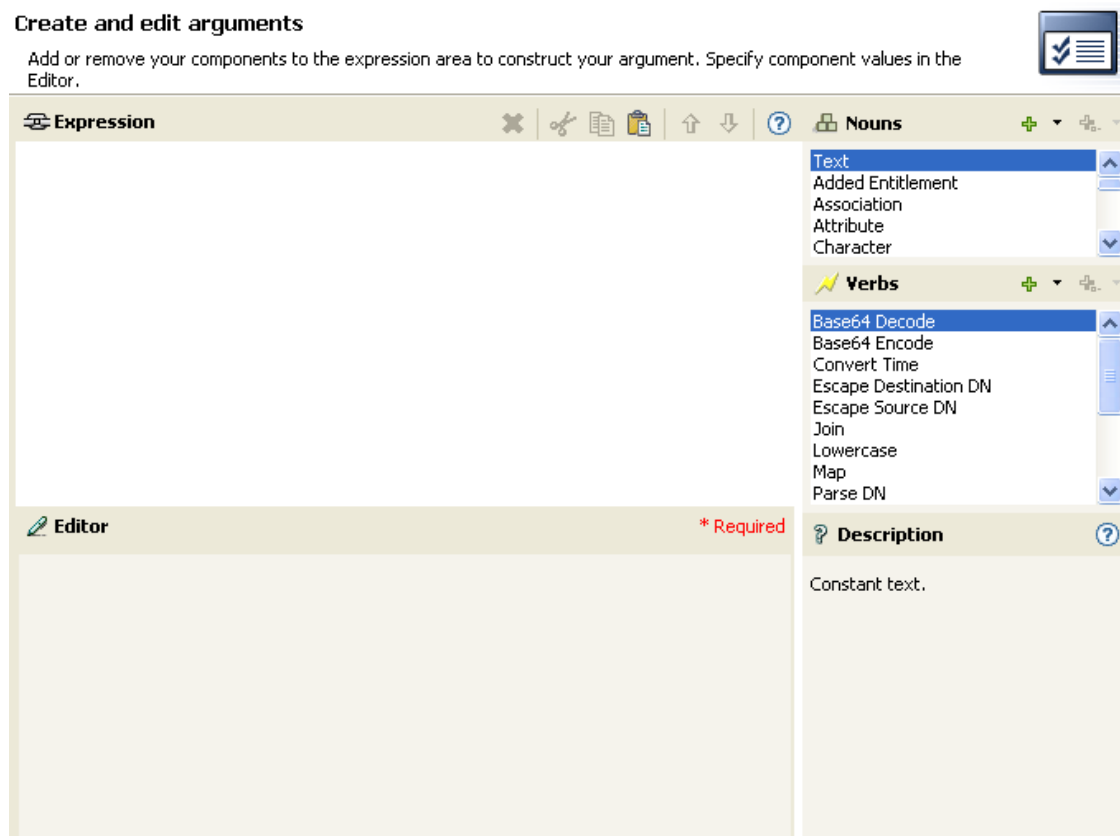 Create and edit arguments
Add or remove your components to the expression area to construct your argument. Specify component values in the
Editor.
Expression
Nouns
Text
Added Entitlement
Association
Attribute
Character
Verbs
Base64 Decode
Base64 Encode
Convert Time
Escape Destination DN
Escape Source DN
Join
Lowercase
Map
Parse DN
Editor
* Required
Description
Constant text.